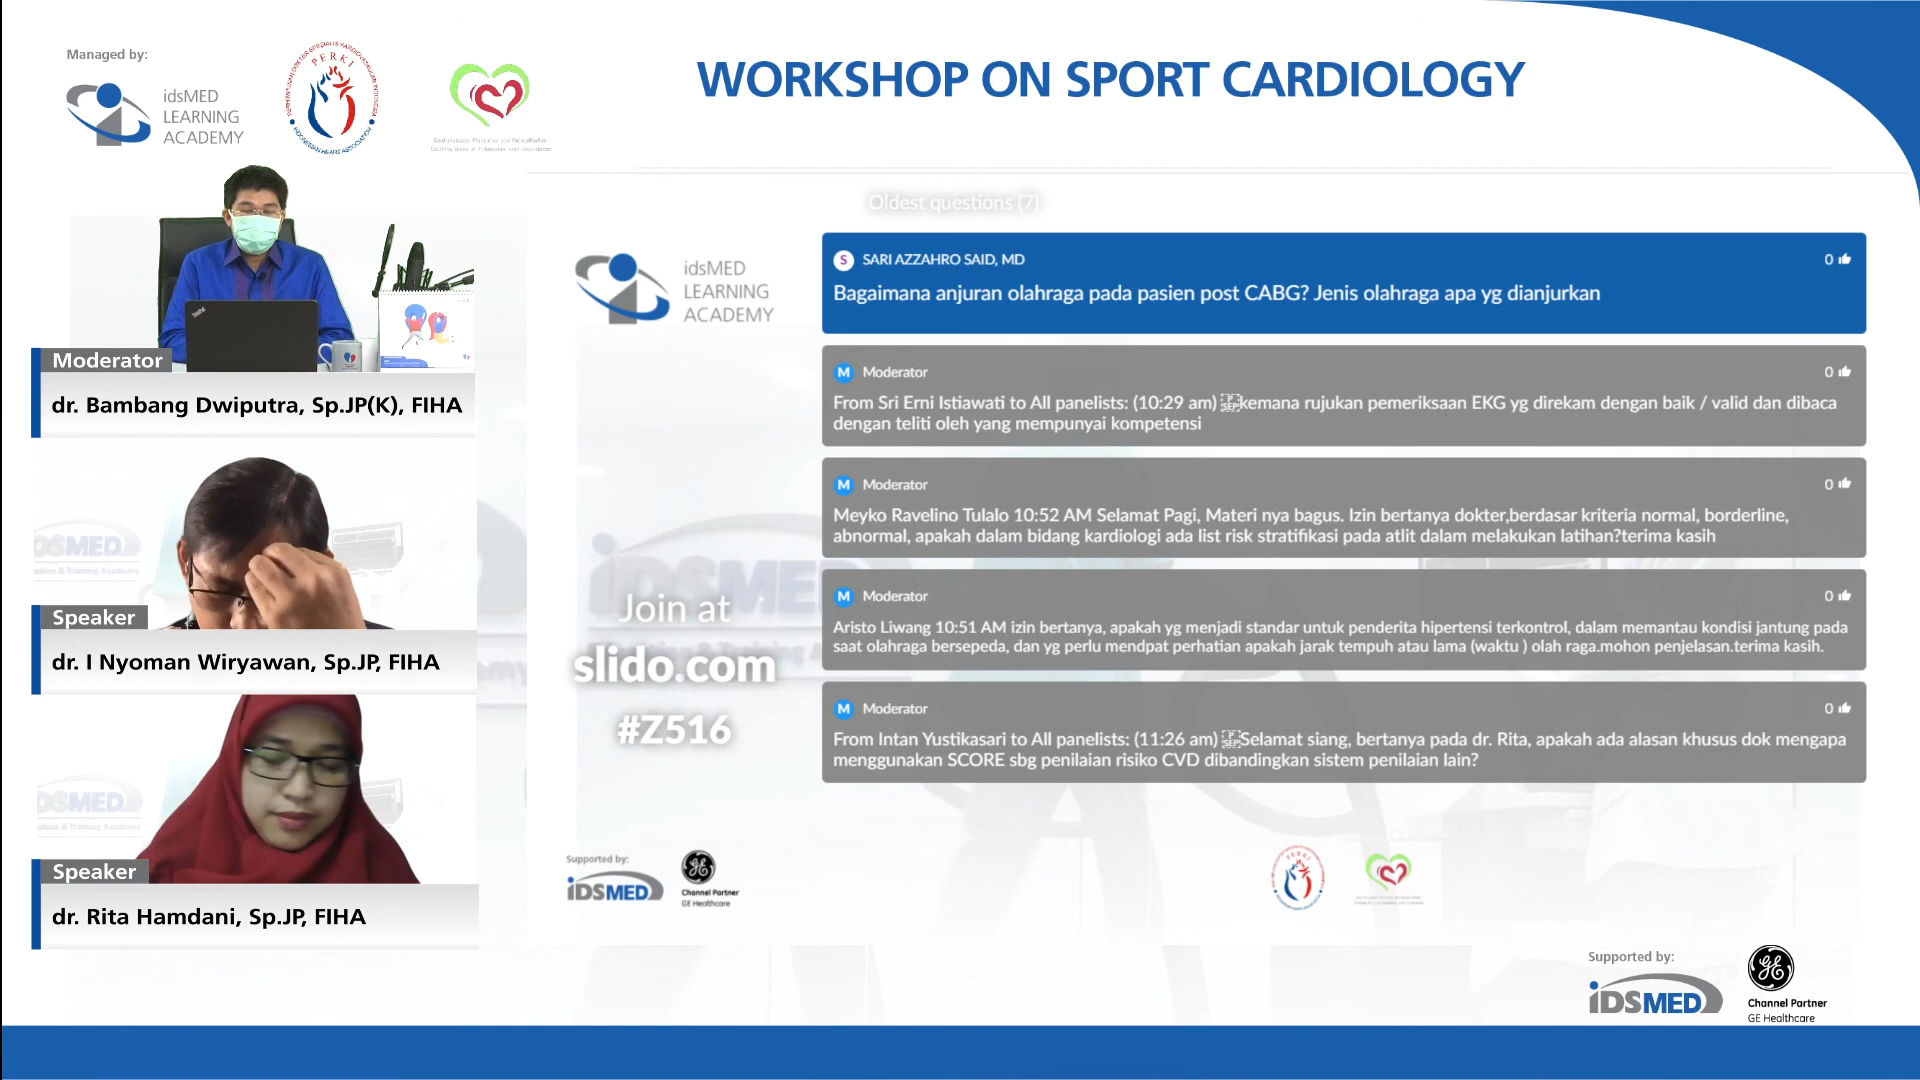 Managed by:
idsMED
LEARNING
ACADEMY
PERKI
PERHIMPUNAN DOKTER SPESIALIS KARDIOVASKULAR INDONESIA
INDONESIAN HEART ASSOCIATION
WORKSHOP ON SPORT CARDIOLOGY
Moderator
dr. Bambang Dwiputra, Sp.JP(K), FIHA
Speaker
dr. I Nyoman Wiryawan, Sp.JP, FIHA
Speaker
dr. Rita Hamdani, Sp.JP, FIHA
Oldest questions (7)
idsMED
LEARNING
ACADEMY
Join at
slido.com
#Z516
S SARI AZZAHRO SAID, MD 0
Bagaimana anjuran olahraga pada pasien post CABG? Jenis olahraga apa yg dianjurkan
M Moderator 0
From Sri Erni Istiawati to All panelists: (10:29 am) kemana rujukan pemeriksaan EKG yg direkam dengan baik / valid dan dibaca
dengan teliti oleh yang mempunyai kompetensi
M Moderator 0
Meyko Ravelino Tulalo 10:52 AM Selamat Pagi, Materi nya bagus. Izin bertanya dokter,berdasar kriteria normal, borderline,
abnormal, apakah dalam bidang kardiologi ada list risk stratifikasi pada atlit dalam melakukan latihan?terima kasih
M Moderator 0
Aristo Liwang 10:51 AM izin bertanya, apakah yg menjadi standar untuk penderita hipertensi terkontrol, dalam memantau kondisi jantung pada
saat olahraga bersepeda, dan yg perlu mendpat perhatian apakah jarak tempuh atau lama (waktu ) olah raga.mohon penjelasan.terima kasih.
M Moderator 0
From Intan Yustikasari to All panelists: (11:26 am) Selamat siang, bertanya pada dr. Rita, apakah ada alasan khusus dok mengapa
menggunakan SCORE sbg penilaian risiko CVD dibandingkan sistem penilaian lain?
Supported by:
iDSMED
Channel Partner
GE Healthcare
PERKI
Supported by:
iDSMED
Channel Partner
GE Healthcare